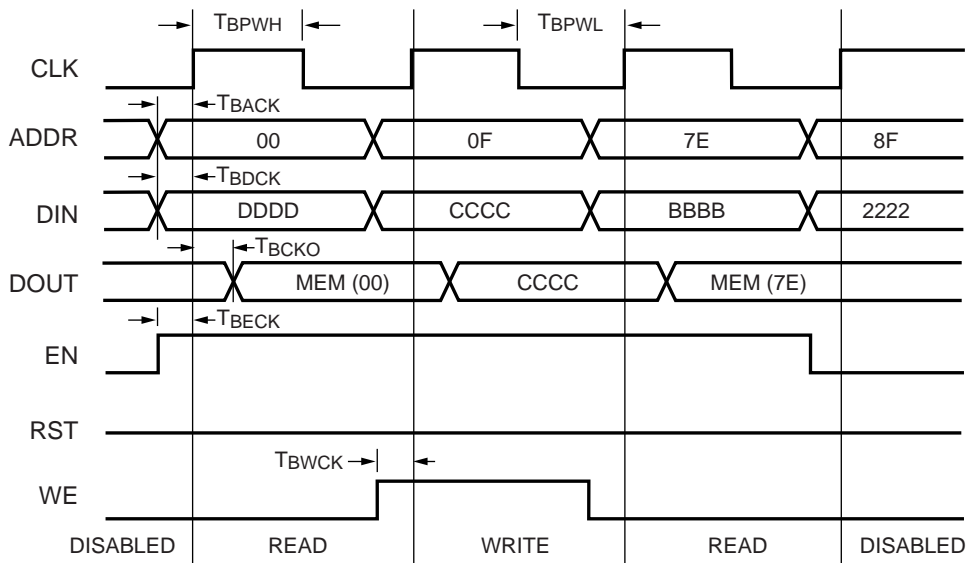 TBPWH TBPWL
CLK
TBACK
ADDR 00 0F 7E 8F
TBDCK
DIN DDDD CCCC BBBB 2222
TBCKO
DOUT MEM (00) CCCC MEM (7E)
TBECK
EN
RST
TBWCK
WE
DISABLED READ WRITE READ DISABLED